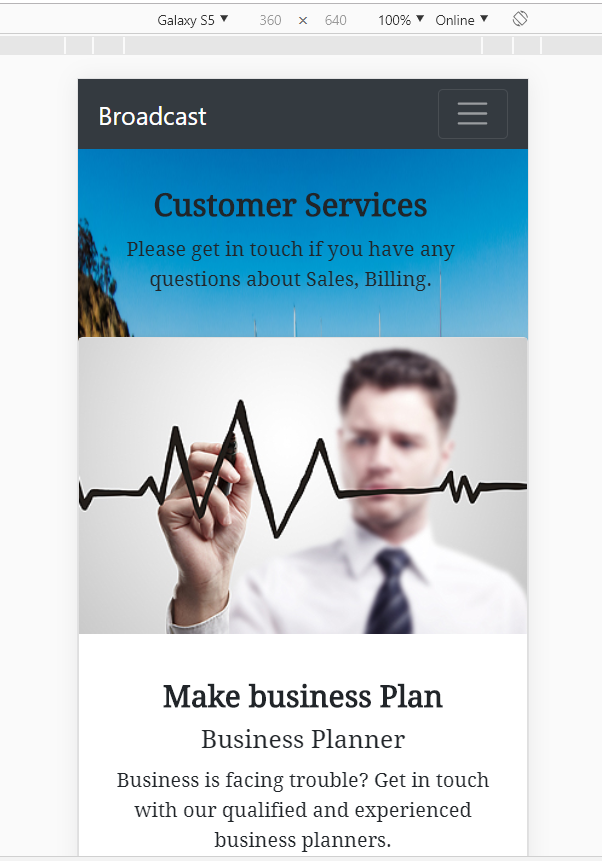 Galaxy S5 ▼ 360 × 640 100% ▼ Online ▼
Broadcast
Customer Services
Please get in touch if you have any
questions about Sales, Billing.
Make business Plan
Business Planner
Business is facing trouble? Get in touch
with our qualified and experienced
business planners.